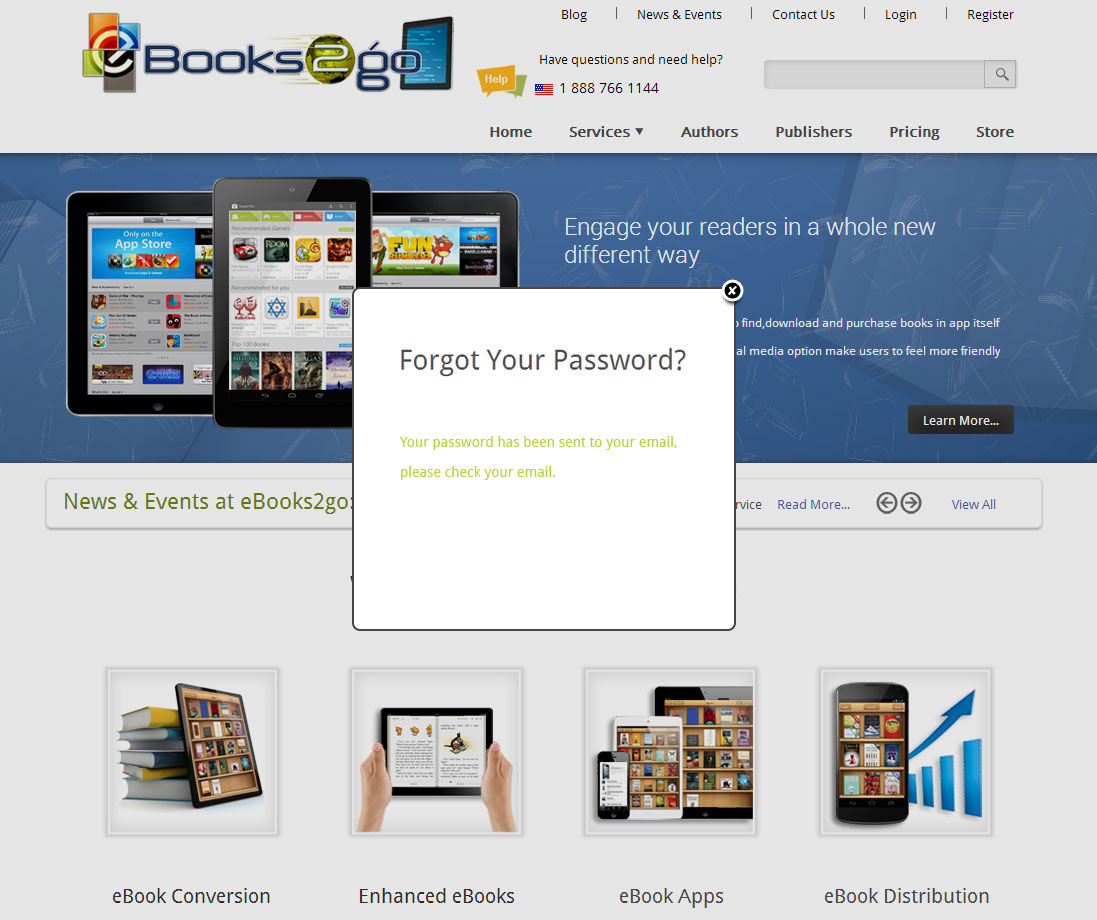 Blog | News & Events | Contact Us | Login | Register
eBooks2go
Have questions and need help?
Help
1 888 766 1144
Home Services Authors Publishers Pricing Store
Engage your readers in a whole new
different way
Only on the
App Store
FUN
Recommended Games
Recommended for you
Top 100 Books
find,download and purchase books in app itself
media option make users to feel more friendly
Learn More...
Forgot Your Password?
Your password has been sent to your email,
please check your email.
News & Events at eBooks2go:
Read More...
View All
eBook Conversion
Enhanced eBooks
eBook Apps
eBook Distribution